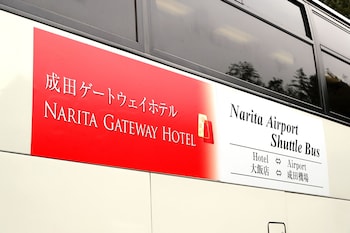 成田ゲートウェイホテル
NARITA GATEWAY HOTEL
Narita Airport
Shuttle Bus
Hotel ⇔ Airport
大飯店 ⇔ 成田機場